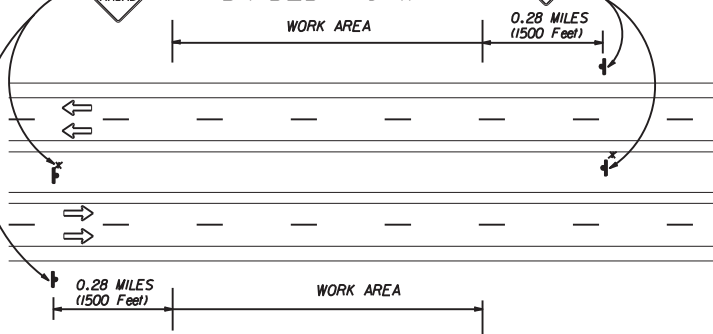 WORK AREA
0.28 MILES
(1500 Feet)
x
x
0.28 MILES
(1500 Feet)
WORK AREA